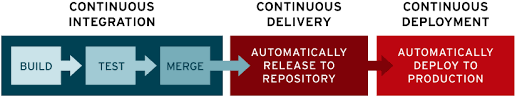 CONTINUOUS
INTEGRATION
CONTINUOUS
DELIVERY
CONTINUOUS
DEPLOYMENT
BUILD
TEST
MERGE
AUTOMATICALLY
RELEASE TO
REPOSITORY
AUTOMATICALLY
DEPLOY TO
PRODUCTION